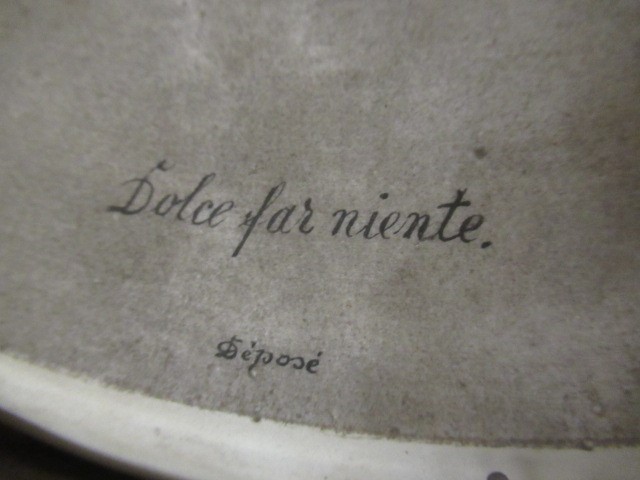 Dolce far niente.
Déposé